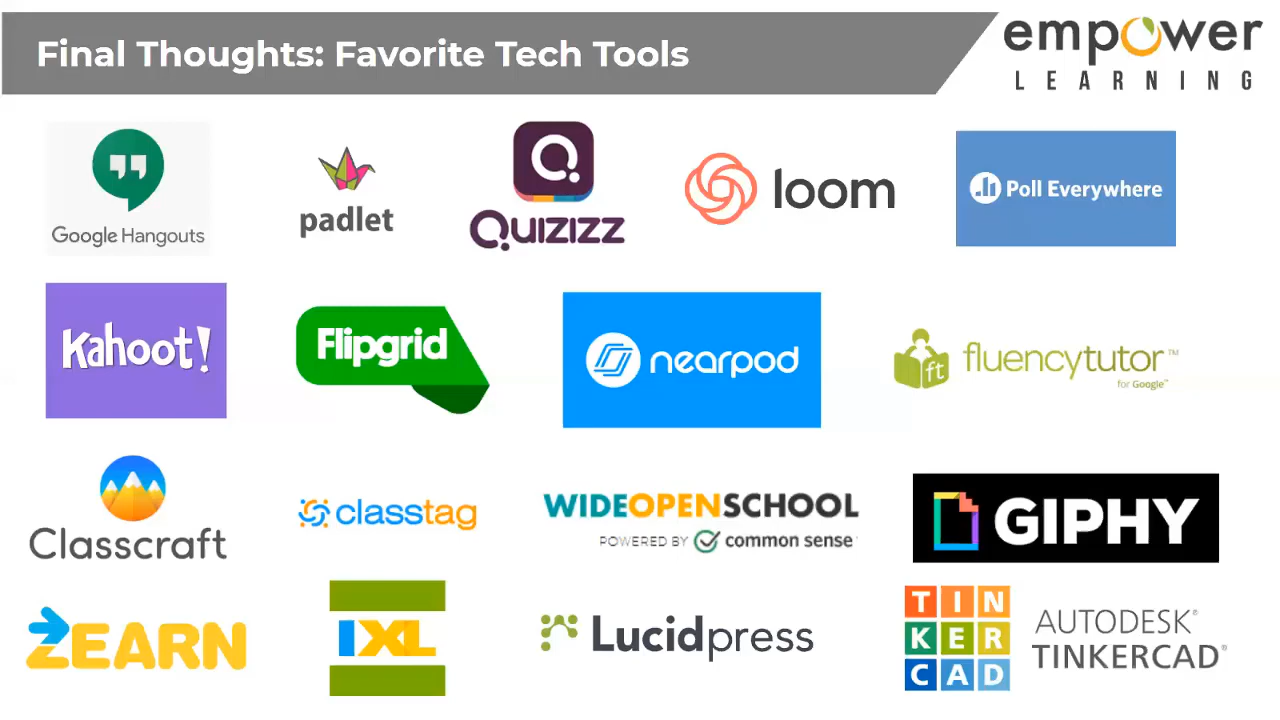 Final Thoughts: Favorite Tech Tools
empower
LEARNING
Google Hangouts
padlet
Q
QUIZIZZ
loom
Poll Everywhere
Kahoot!
Flipgrid
nearpod
ft
fluencytutor™
for Google™
Classcraft
classtag
WIDEOPENSCHOOL
POWERED BY common sense
GIPHY
ZEARN
IXL
Lucidpress
TIN
KER
CAD
AUTODESK®
TINKERCAD®